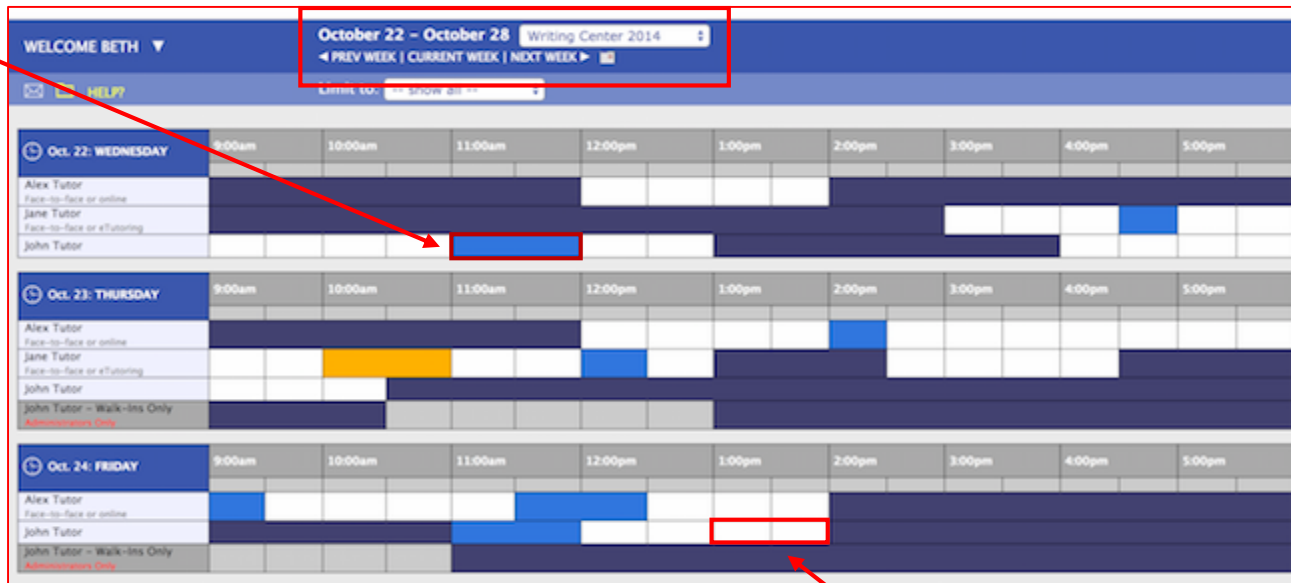 WELCOME BETH ▼
October 22 - October 28 Writing Center 2014
◄ PREV WEEK | CURRENT WEEK | NEXT WEEK ►
HELP?
Limit to: -- show all --
Oct. 22: WEDNESDAY 9:00am 10:00am 11:00am 12:00pm 1:00pm 2:00pm 3:00pm 4:00pm 5:00pm
Alex Tutor
Face-to-face or online
Jane Tutor
Face-to-face or eTutoring
John Tutor
Oct. 23: THURSDAY 9:00am 10:00am 11:00am 12:00pm 1:00pm 2:00pm 3:00pm 4:00pm 5:00pm
Alex Tutor
Face-to-face or online
Jane Tutor
Face-to-face or eTutoring
John Tutor
John Tutor - Walk-Ins Only
Administrators Only
Oct. 24: FRIDAY 9:00am 10:00am 11:00am 12:00pm 1:00pm 2:00pm 3:00pm 4:00pm 5:00pm
Alex Tutor
Face-to-face or online
John Tutor
John Tutor - Walk-Ins Only
Administrators Only